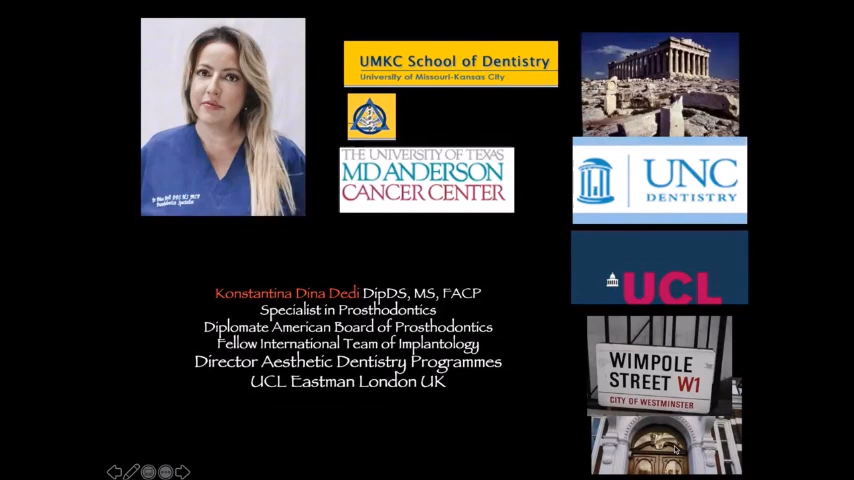 UMKC School of Dentistry
University of Missouri-Kansas City
THE UNIVERSITY OF TEXAS
MD ANDERSON
CANCER CENTER
UNC
DENTISTRY
UCL
WIMPOLE
STREET W1
CITY OF WESTMINSTER
Konstantina Dina Dedi DipDS, MS, FACP
Specialist in Prosthodontics
Diplomate American Board of Prosthodontics
Fellow International Team of Implantology
Director Aesthetic Dentistry Programmes
UCL Eastman London UK